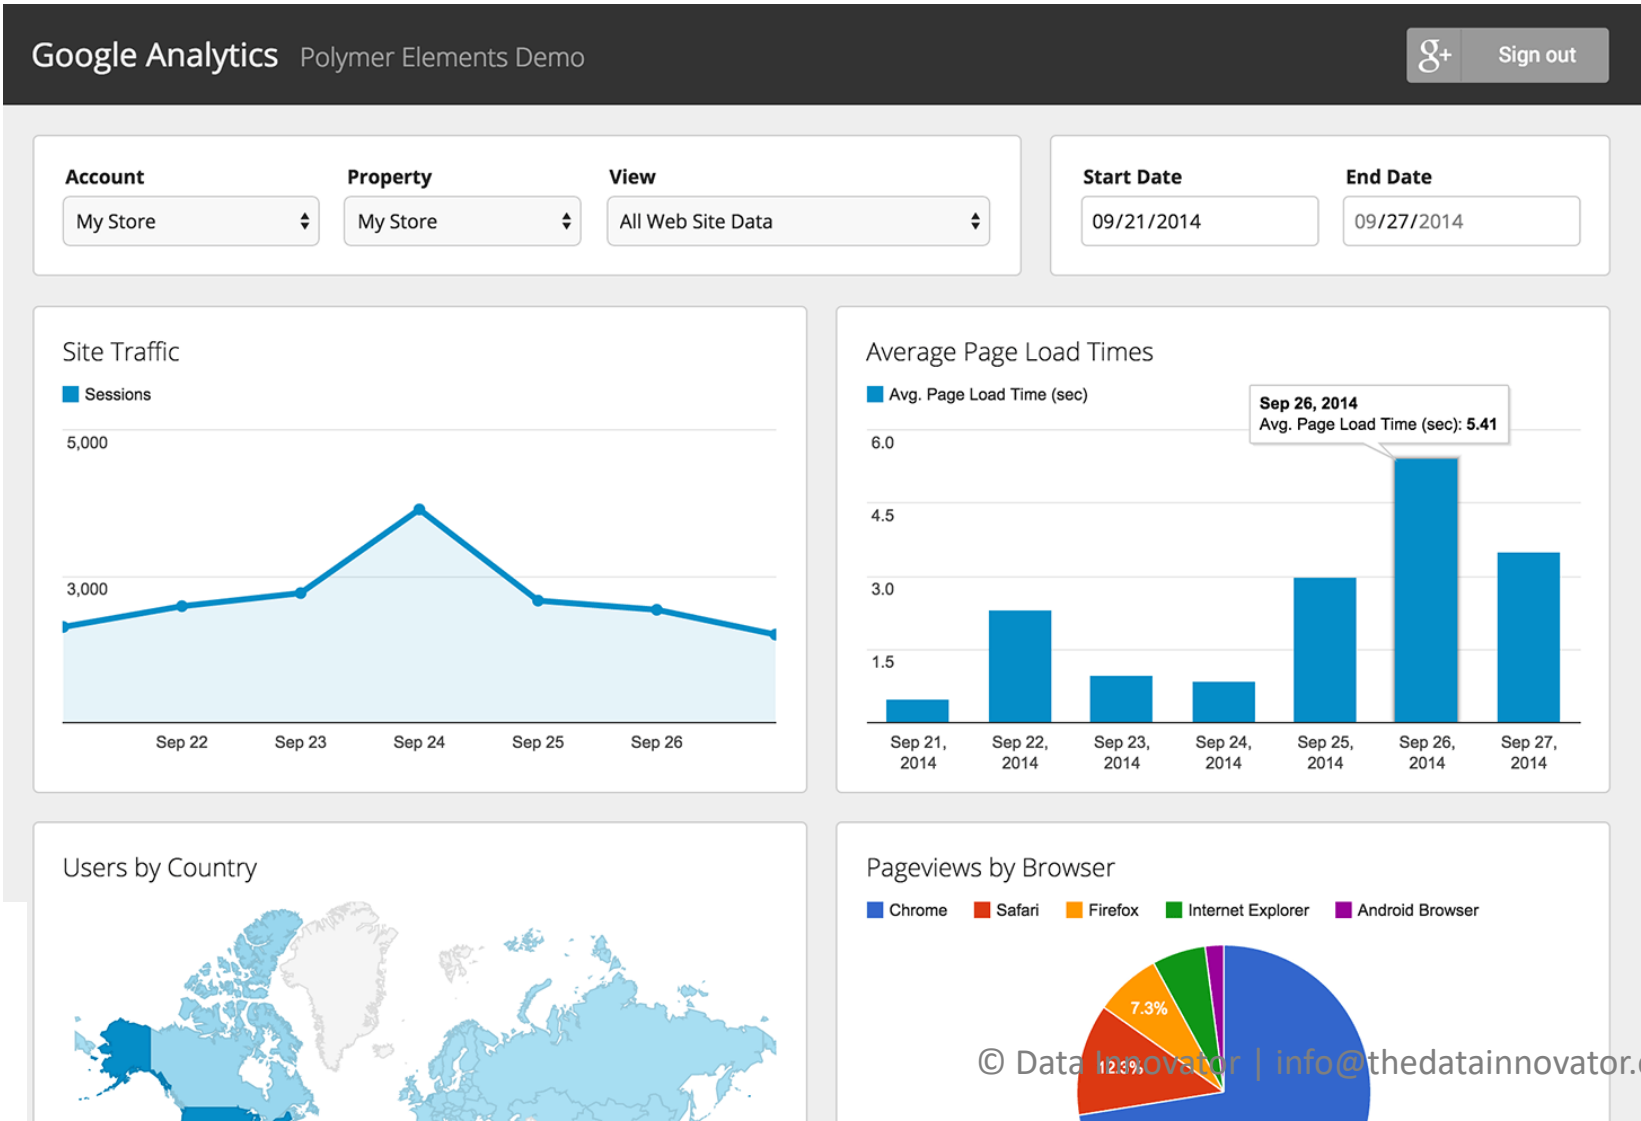 Google Analytics Polymer Elements Demo
g+ Sign out
Account Property View
My Store My Store All Web Site Data
Start Date End Date
09/21/2014 09/27/2014
Site Traffic
Sessions
5,000
3,000
Sep 22 Sep 23 Sep 24 Sep 25 Sep 26
Average Page Load Times
Avg. Page Load Time (sec)
Sep 26, 2014
Avg. Page Load Time (sec): 5.41
6.0
4.5
3.0
1.5
Sep 21, Sep 22, Sep 23, Sep 24, Sep 25, Sep 26, Sep 27,
2014 2014 2014 2014 2014 2014 2014
Users by Country
Pageviews by Browser
Chrome Safari Firefox Internet Explorer Android Browser
7.3%
12.3%
© Data Innovator | info@thedatainnovator.